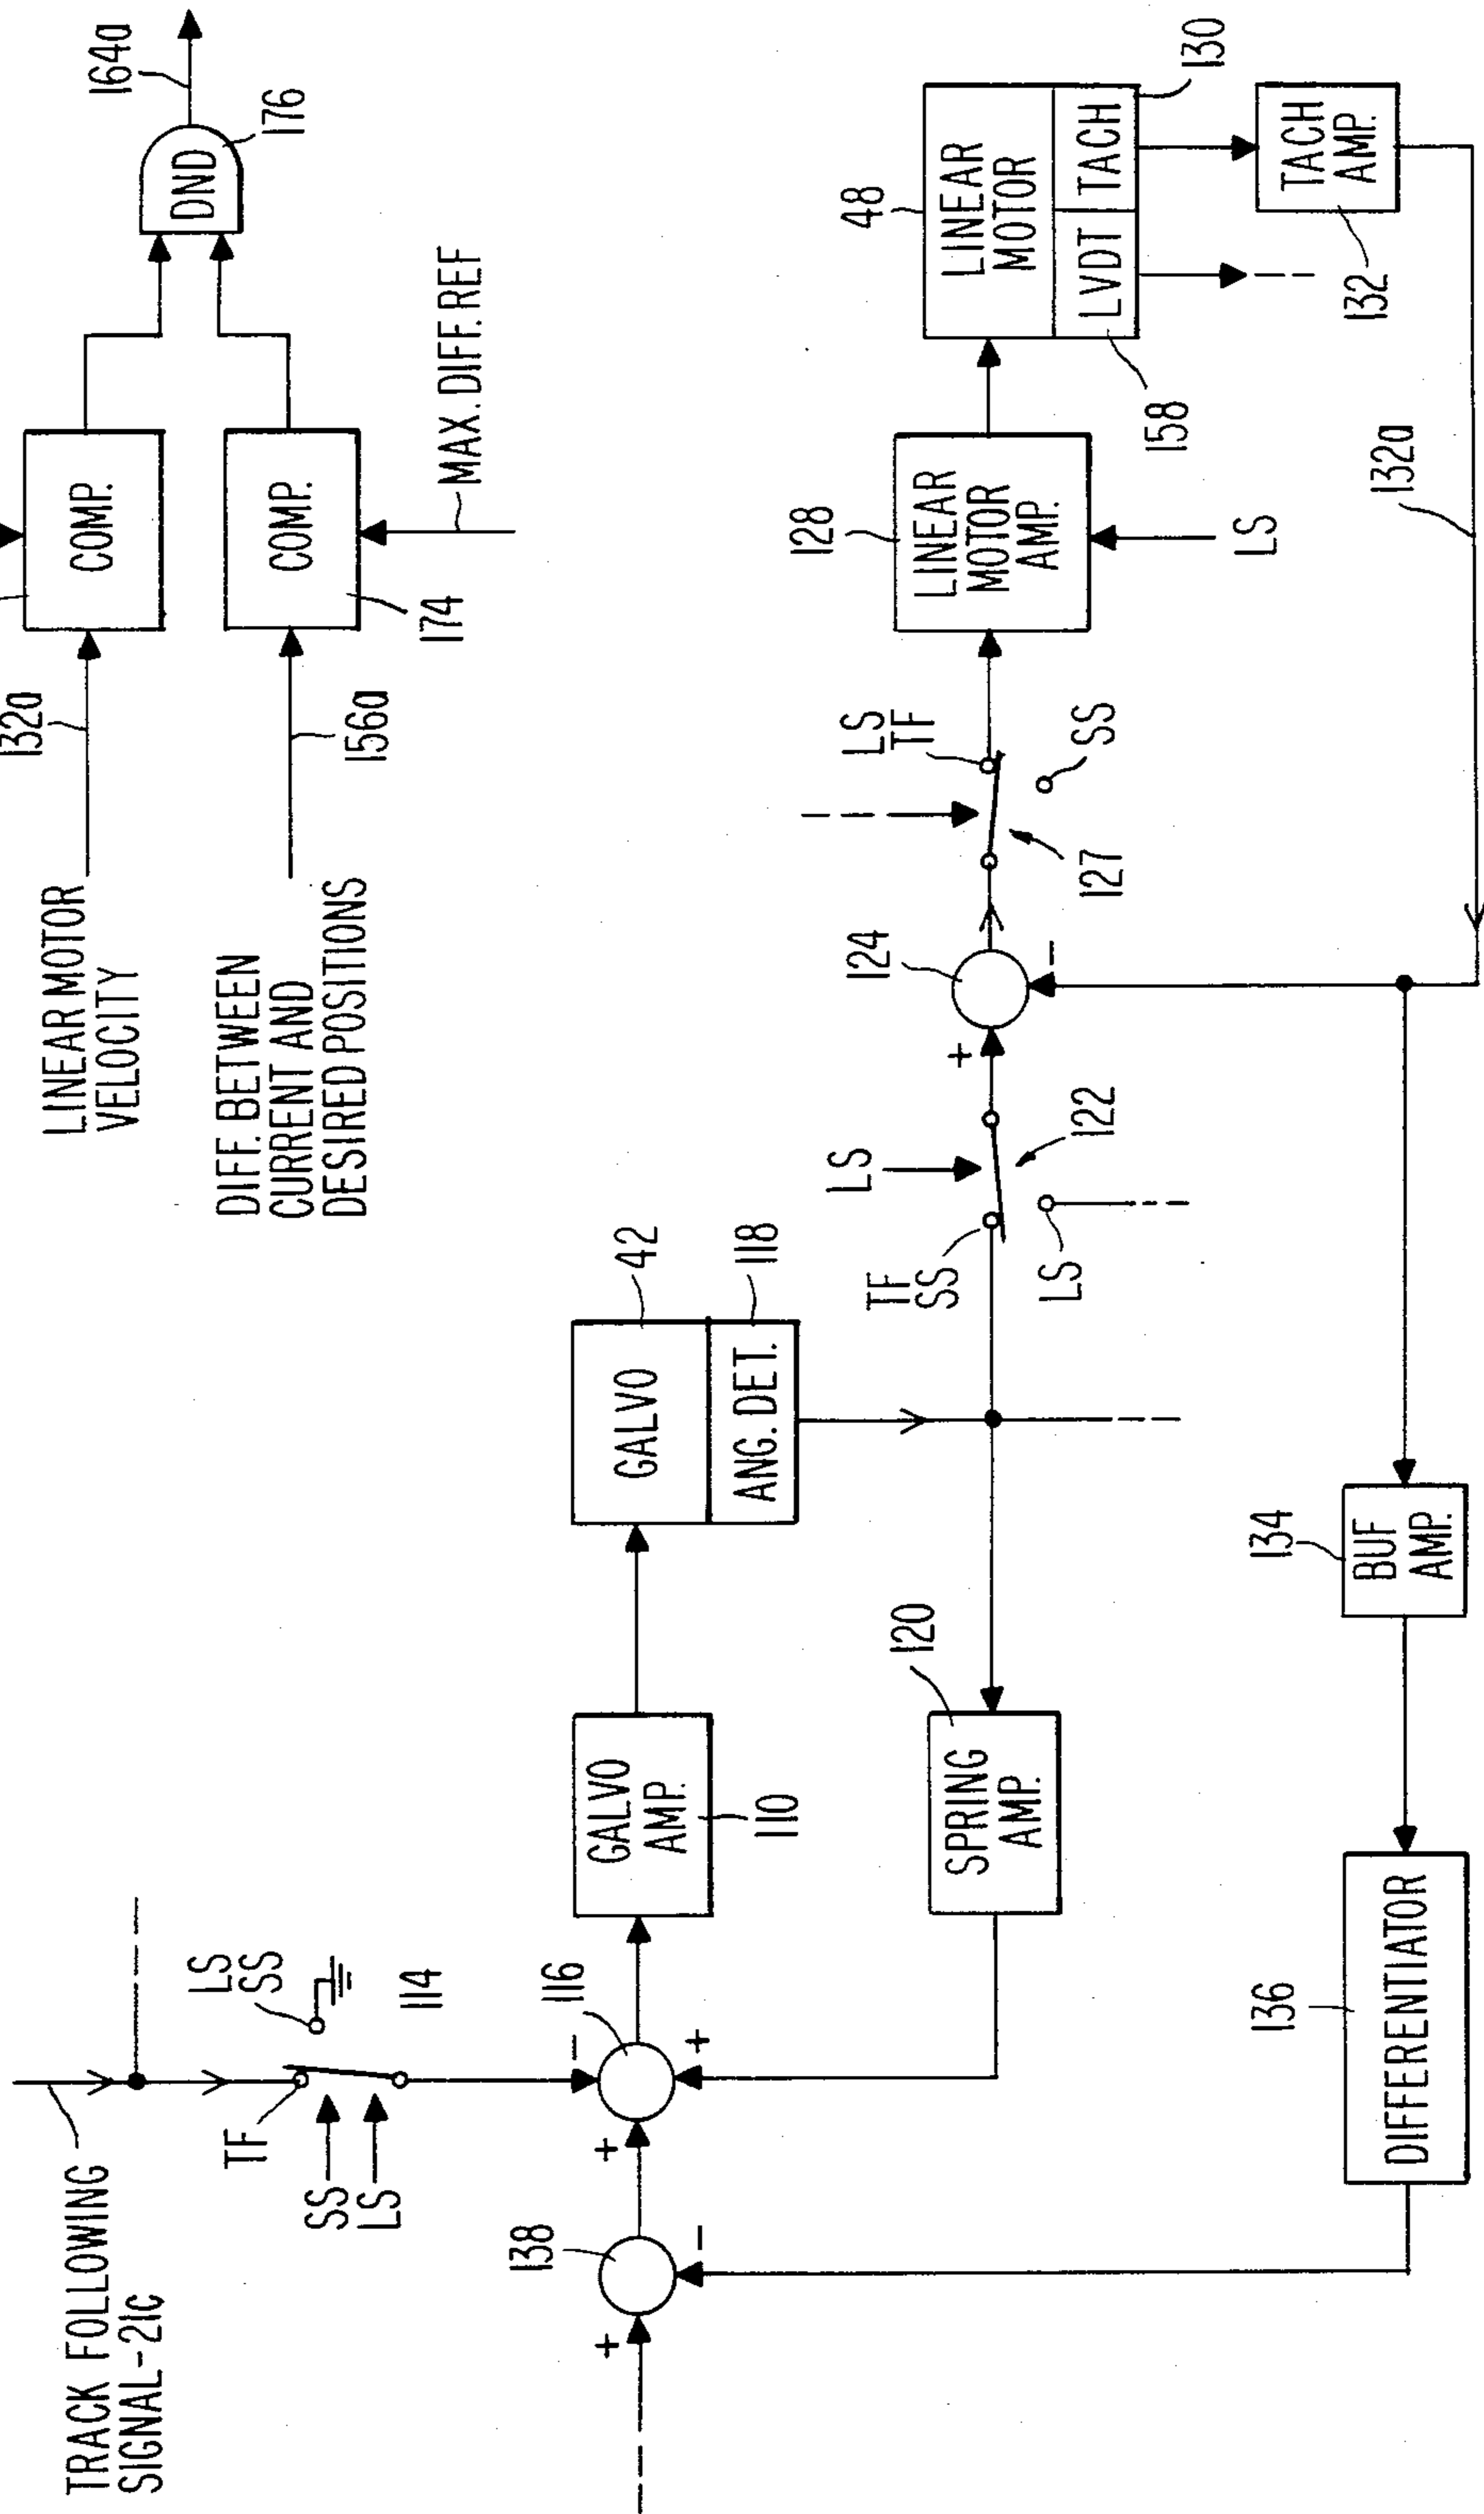 164a
DND
176
COMP.
132a
LINEAR MOTOR
VELOCITY
COMP.
174
MAX. DIFF. REF
156a
DIFF. BETWEEN
CURRENT AND
DESIRED POSITIONS
TRACK FOLLOWING
SIGNAL-21C
TF
LS
SS
SS
LS
114
138
+
-
+
116
-
+
GALVO
AMP.
110
GALVO
42
ANG. DET.
118
SPRING
AMP.
120
TF
SS
LS
LS
122
+
124
-
LS
TF
SS
127
128
LINEAR
MOTOR
AMP.
LS
48
LINEAR
MOTOR
LVDT
TACH
158
130
TACH
AMP.
132
132a
134
BUF
AMP.
136
DIFFERENTIATOR